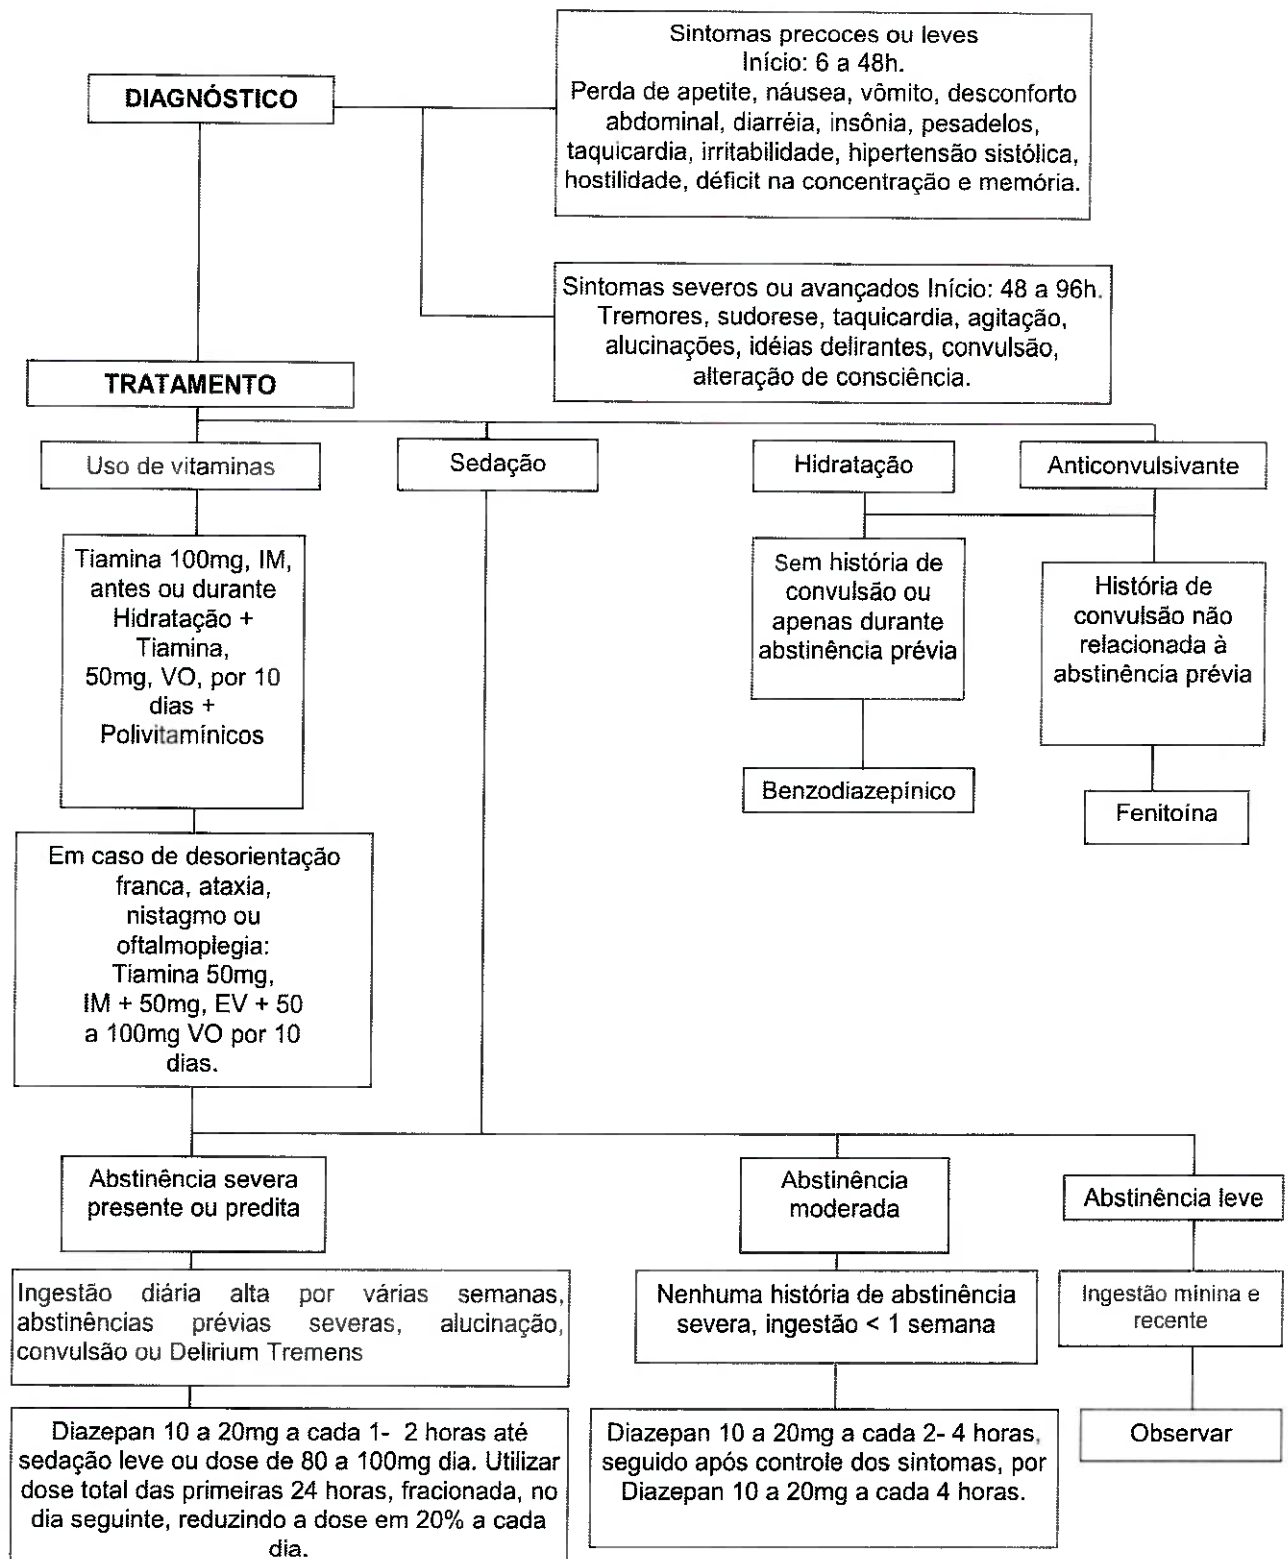 DIAGNÓSTICO
Sintomas precoces ou leves
Início: 6 a 48h.
Perda de apetite, náusea, vômito, desconforto
abdominal, diarréia, insônia, pesadelos,
taquicardia, irritabilidade, hipertensão sistólica,
hostilidade, déficit na concentração e memória.
Sintomas severos ou avançados Início: 48 a 96h.
Tremores, sudorese, taquicardia, agitação,
alucinações, idéias delirantes, convulsão,
alteração de consciência.
TRATAMENTO
Uso de vitaminas
Sedação
Hidratação
Anticonvulsivante
Tiamina 100mg, IM,
antes ou durante
Hidratação +
Tiamina,
50mg, VO, por 10
dias +
Polivitamínicos
Sem história de
convulsão ou
apenas durante
abstinência prévia
História de
convulsão não
relacionada à
abstinência prévia
Benzodiazepínico
Fenitoína
Em caso de desorientação
franca, ataxia,
nistagmo ou
oftalmoplegia:
Tiamina 50mg,
IM + 50mg, EV + 50
a 100mg VO por 10
dias.
Abstinência severa
presente ou predita
Abstinência
moderada
Abstinência leve
Ingestão diária alta por várias semanas,
abstinências prévias severas, alucinação,
convulsão ou Delirium Tremens
Nenhuma história de abstinência
severa, ingestão < 1 semana
Ingestão minina e
recente
Diazepan 10 a 20mg a cada 1- 2 horas até
sedação leve ou dose de 80 a 100mg dia. Utilizar
dose total das primeiras 24 horas, fracionada, no
dia seguinte, reduzindo a dose em 20% a cada
dia.
Diazepan 10 a 20mg a cada 2- 4 horas,
seguido após controle dos sintomas, por
Diazepan 10 a 20mg a cada 4 horas.
Observar